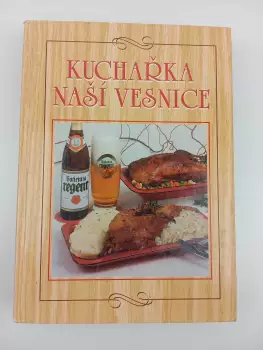 KUCHAŘKA
NAŠÍ VESNICE
Bohemia
regent